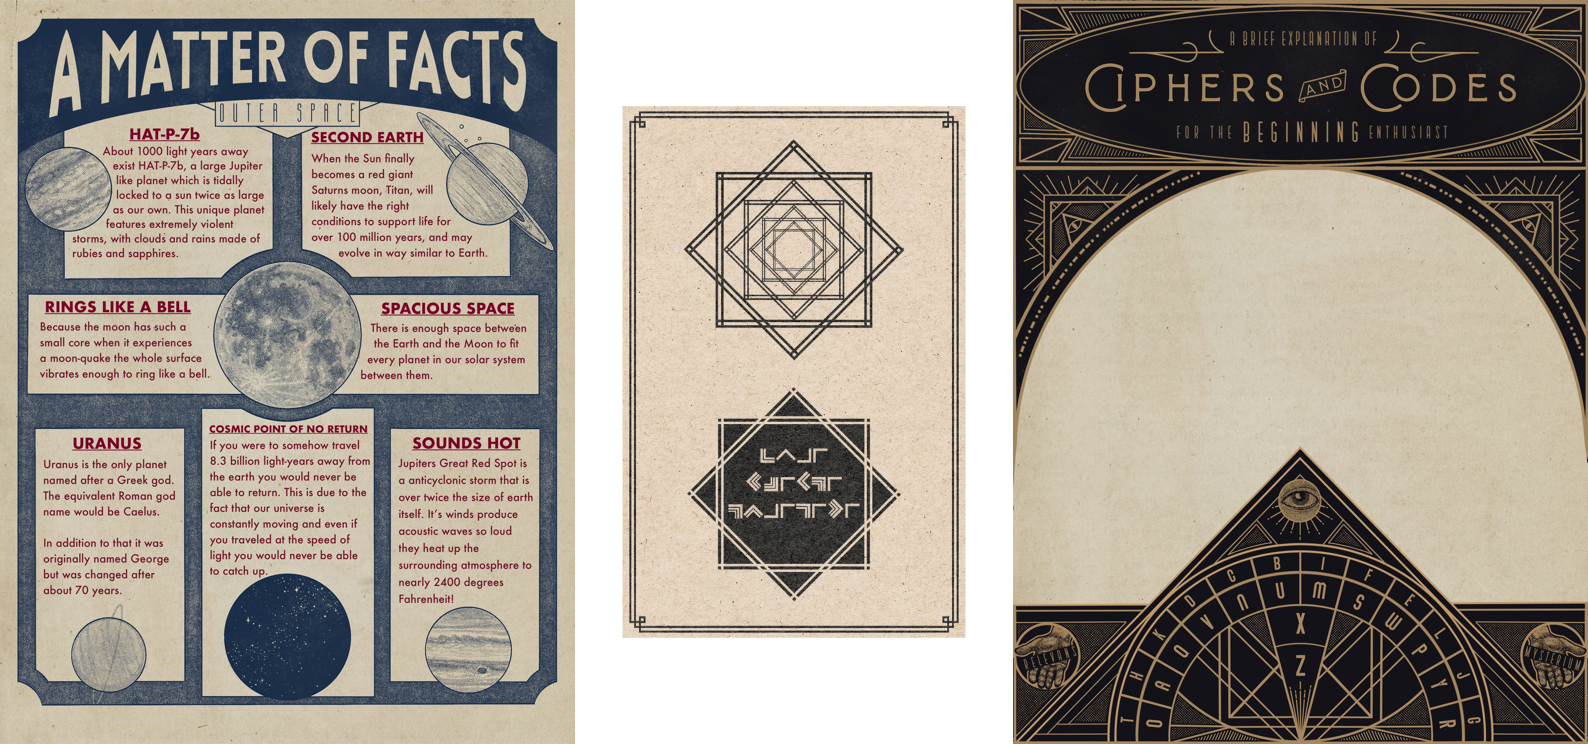 A MATTER OF FACTS
OUTER SPACE
HAT-P-7b
About 1000 light years away
exist HAT-P-7b, a large Jupiter
like planet which is tidally
locked to a sun twice as large
as our own. This unique planet
features extremely violent
storms, with clouds and rains made of
rubies and sapphires.
SECOND EARTH
When the Sun finally
becomes a red giant
Saturns moon, Titan, will
likely have the right
conditions to support life for
over 100 million years, and may
evolve in way similar to Earth.
RINGS LIKE A BELL
Because the moon has such a
small core when it experiences
a moon-quake the whole surface
vibrates enough to ring like a bell.
SPACIOUS SPACE
There is enough space between
the Earth and the Moon to fit
every planet in our solar system
between them.
URANUS
Uranus is the only planet
named after a Greek god.
The equivalent Roman god
name would be Caelus.
In addition to that it was
originally named George
but was changed after
about 70 years.
COSMIC POINT OF NO RETURN
If you were to somehow travel
8.3 billion light-years away from
the earth you would never be
able to return. This is due to the
fact that our universe is
constantly moving and even if
you traveled at the speed of
light you would never be able
to catch up.
SOUNDS HOT
Jupiters Great Red Spot is
a anticyclonic storm that is
over twice the size of earth
itself. It's winds produce
acoustic waves so loud
they heat up the
surrounding atmosphere to
nearly 2400 degrees
Fahrenheit!
A BRIEF EXPLANATION OF
CIPHERS AND CODES
FOR THE BEGINNING ENTHUSIAST
T H K D C B I F E L J G
O A Q V N U M S W P Y R
X
Z
MYSTERIUM